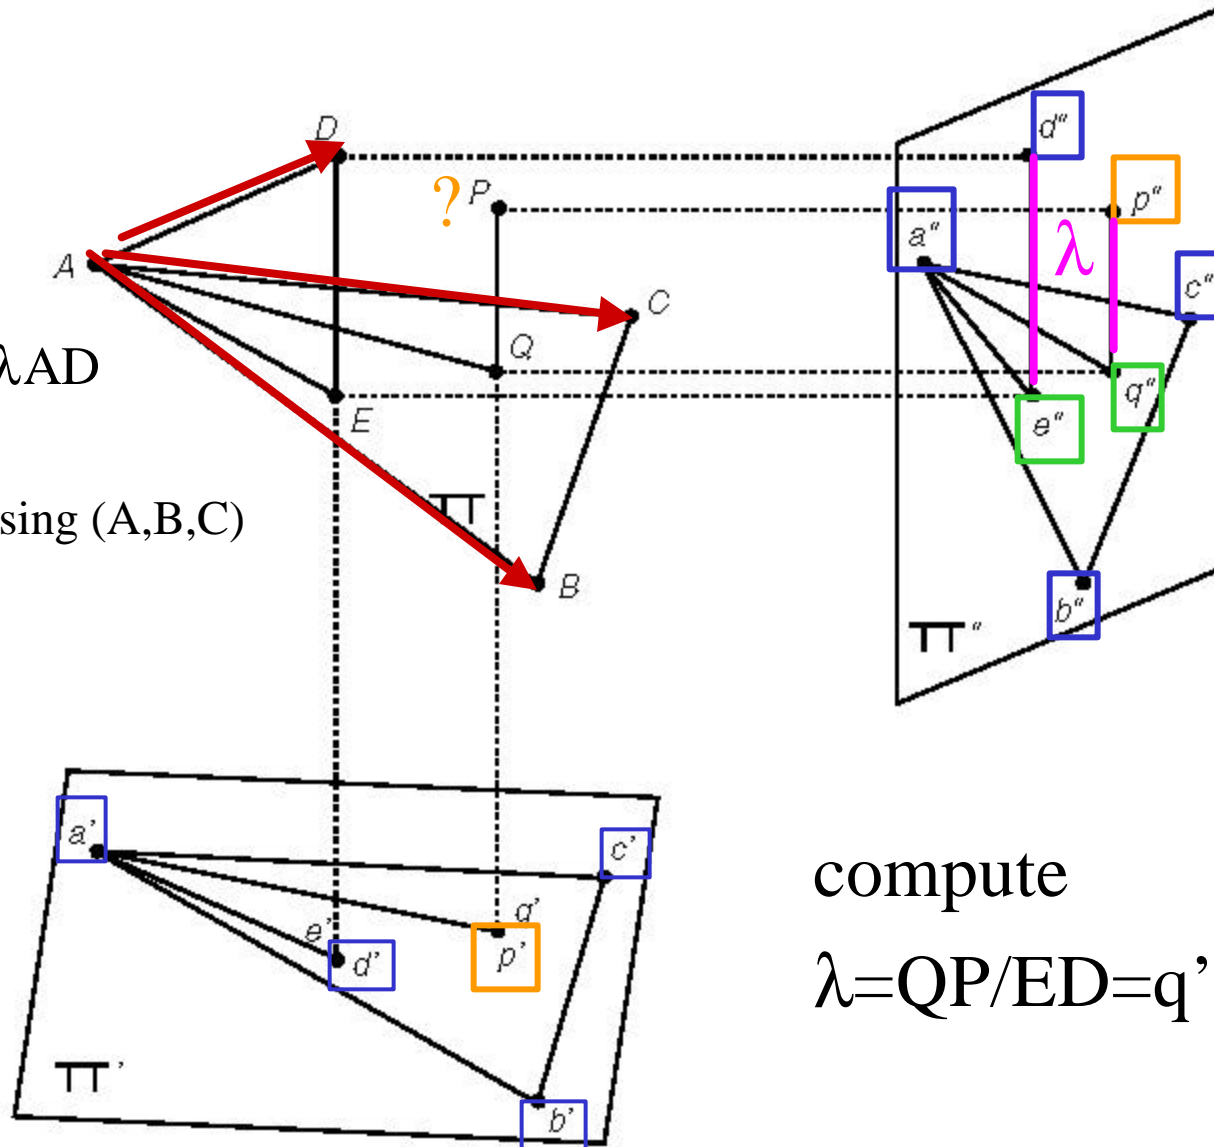 D
d"
? P
p"
a"
A
λ
c"
C
Q
λAD
q"
E
e"
π
sing (A,B,C)
B
b"
π"
a'
c'
compute
q'
e'
d'
p'
λ=QP/ED=q'
π'
b'